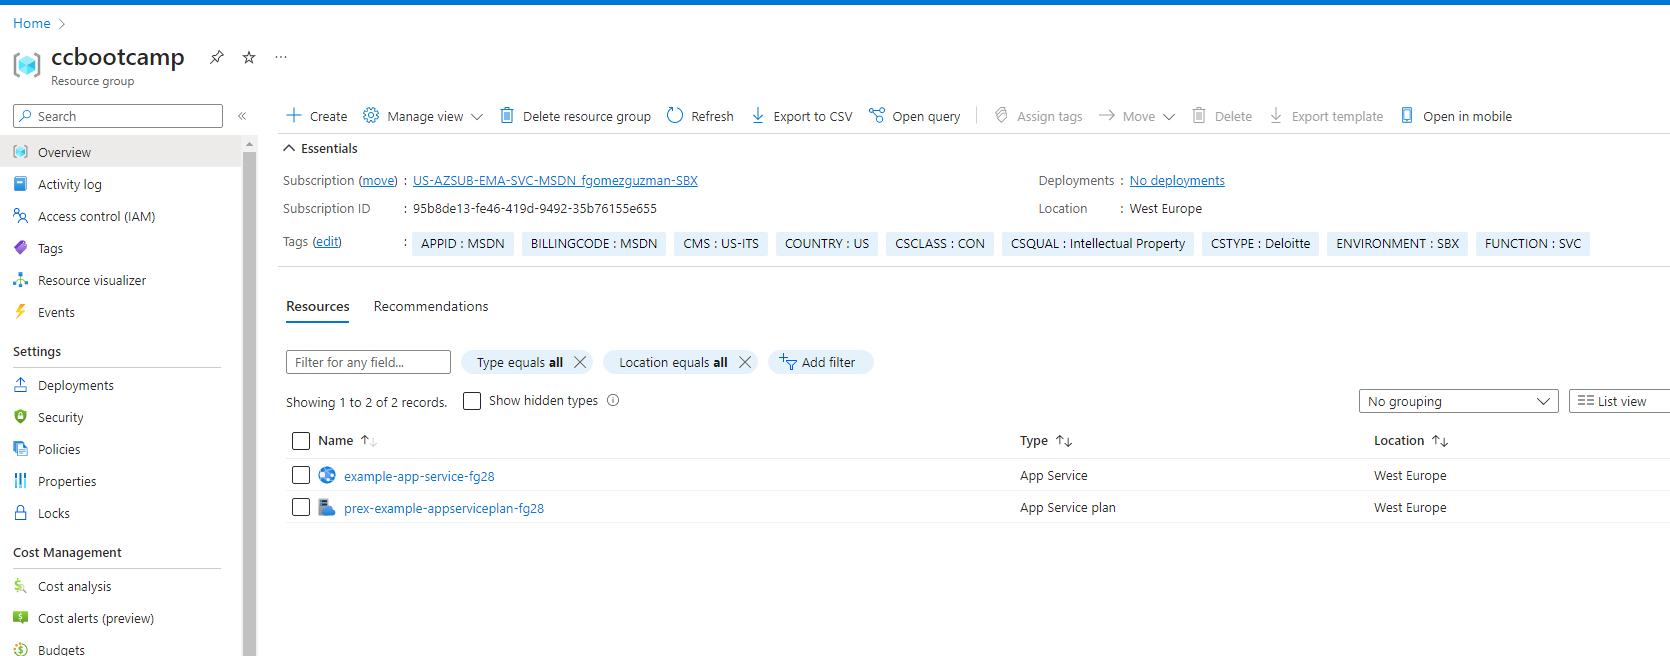 Home
ccbootcamp
Resource group
Search
Create Manage view Delete resource group Refresh Export to CSV Open query Assign tags Move Delete Export template Open in mobile
Overview
Activity log
Access control (IAM)
Tags
Resource visualizer
Events
Settings
Deployments
Security
Policies
Properties
Locks
Cost Management
Cost analysis
Cost alerts (preview)
Budgets
Essentials
Subscription (move) : US-AZSUB-EMA-SVC-MSDN_fgomezguzman-SBX
Deployments : No deployments
Subscription ID : 95b8de13-fe46-419d-9492-35b76155e655
Location : West Europe
Tags (edit) : APPID : MSDN BILLINGCODE : MSDN CMS : US-ITS COUNTRY : US CSCLASS : CON CSQUAL : Intellectual Property CSTYPE : Deloitte ENVIRONMENT : SBX FUNCTION : SVC
Resources Recommendations
Filter for any field... Type equals all Location equals all Add filter
Showing 1 to 2 of 2 records. Show hidden types
No grouping List view
Name Type Location
example-app-service-fg28 App Service West Europe
prex-example-appserviceplan-fg28 App Service plan West Europe